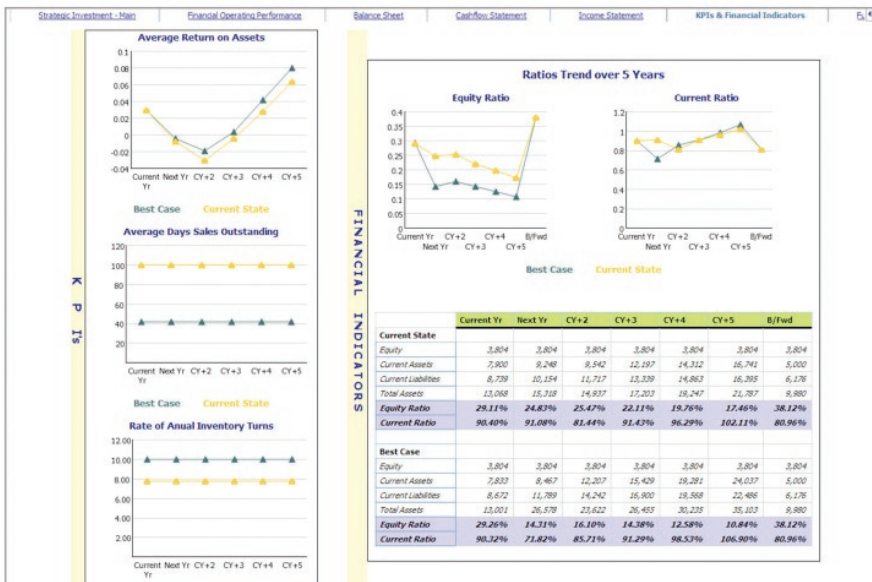 Strategic Investment - Main Financial Operating Performance Balance Sheet Cashflow Statement Income Statement KPIs & Financial Indicators
K P I's
Average Return on Assets
0.1
0.08
0.06
0.04
0.02
0
-0.02
-0.04
Current Yr Next Yr CY+2 CY+3 CY+4 CY+5
Best Case Current State
Average Days Sales Outstanding
120
100
80
60
40
20
Current Yr Next Yr CY+2 CY+3 CY+4 CY+5
Best Case Current State
Rate of Anual Inventory Turns
12.00
10.00
8.00
6.00
4.00
2.00
Current Yr Next Yr CY+2 CY+3 CY+4 CY+5
FINANCIAL INDICATORS
Ratios Trend over 5 Years
Equity Ratio
0.4
0.35
0.3
0.25
0.2
0.15
0.1
0.05
0
Current Yr CY+2 CY+4 B/Fwd
Next Yr CY+3 CY+5
Current Ratio
1.2
1
0.8
0.6
0.4
0.2
0
Current Yr CY+2 CY+4 B/Fwd
Next Yr CY+3 CY+5
Best Case Current State
Current Yr Next Yr CY+2 CY+3 CY+4 CY+5 B/Fwd
Current State
Equity 3,804 3,804 3,804 3,804 3,804 3,804 3,804
Current Assets 7,900 9,248 9,542 12,197 14,312 16,741 5,000
Current Liabilities 8,739 10,154 11,717 13,339 14,863 16,395 6,176
Total Assets 13,068 15,318 14,937 17,203 19,247 21,787 9,980
Equity Ratio 29.11% 24.83% 25.47% 22.11% 19.76% 17.46% 38.12%
Current Ratio 90.40% 91.08% 81.44% 91.43% 96.29% 102.11% 80.96%
Best Case
Equity 3,804 3,804 3,804 3,804 3,804 3,804 3,804
Current Assets 7,833 8,467 12,207 15,429 19,281 24,037 5,000
Current Liabilities 8,672 11,789 14,242 16,900 19,568 22,486 6,176
Total Assets 13,001 26,578 23,622 26,455 30,235 35,103 9,980
Equity Ratio 29.26% 14.31% 16.10% 14.38% 12.58% 10.84% 38.12%
Current Ratio 90.32% 71.82% 85.71% 91.29% 98.53% 106.90% 80.96%